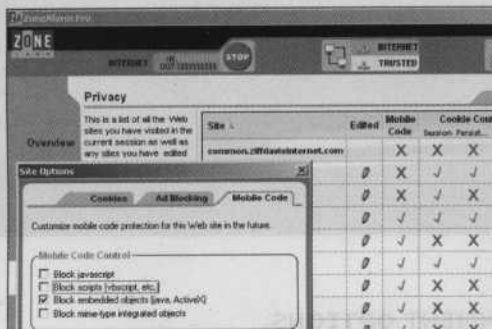 ZoneAlarm Pro
ZONE
LABS
INTERNET
IN
OUT
STOP
INTERNET
TRUSTED
Privacy
Overview
This is a list of all the Web
sites you have visited in the
current session as well as
any sites you have edited
Site
Edited
Mobile
Code
Cookie Cont
Session Persist...
common.ziffdavisinternet.com
Site Options
Cookies
Ad Blocking
Mobile Code
Customize mobile code protection for this Web site in the future.
Mobile Code Control
Block javascript
Block scripts (vbscript, etc.)
Block embedded objects (java, ActiveX)
Block mime-type integrated objects